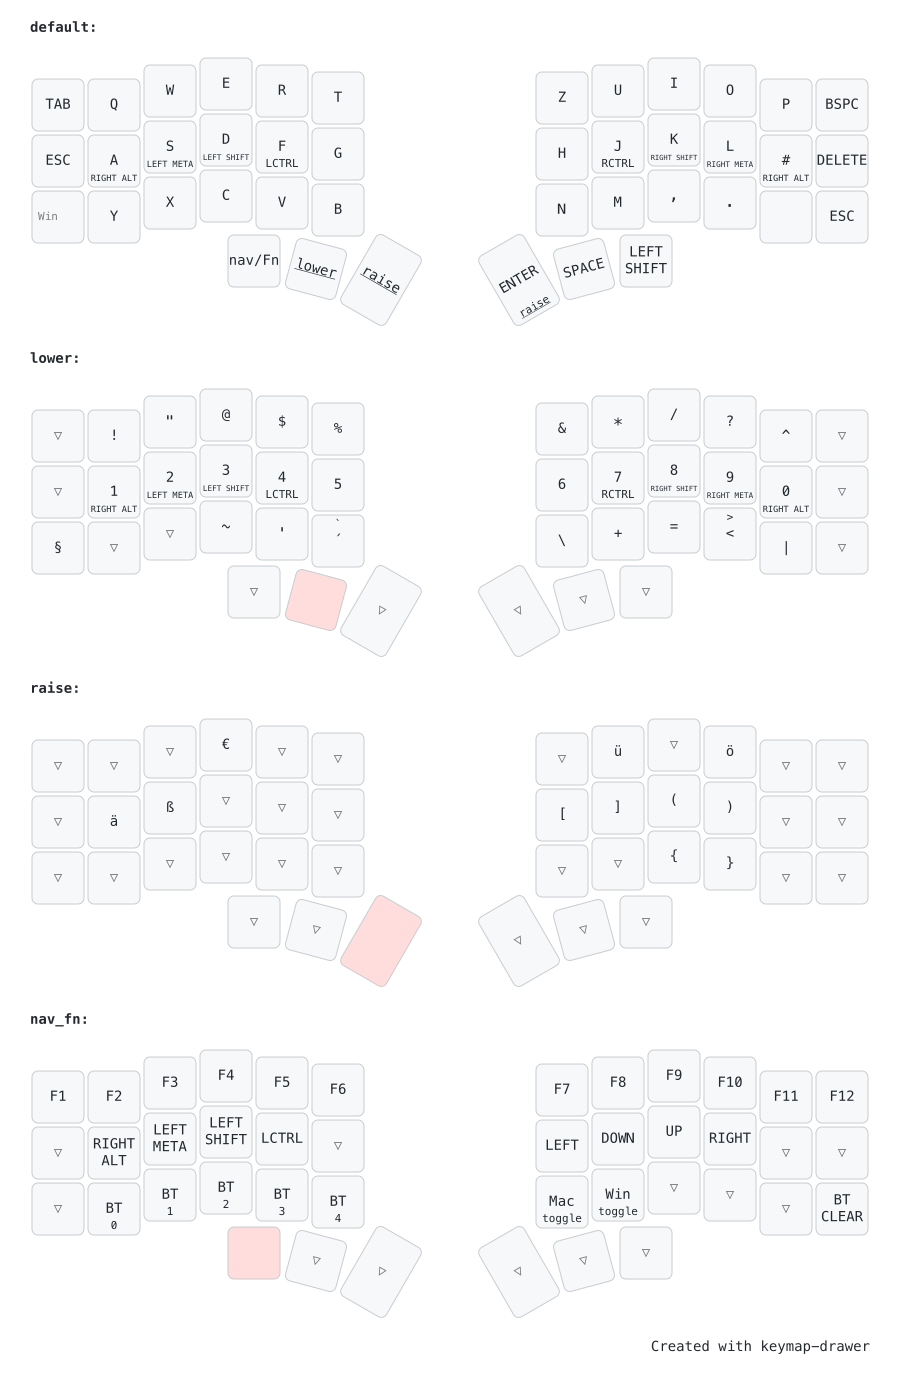 default:
TAB Q W E R T Z U I O P BSPC
ESC A S D F G H J K L # DELETE
RIGHT ALT LEFT META LEFT SHIFT LCTRL RCTRL RIGHT SHIFT RIGHT META RIGHT ALT
Win Y X C V B N M , . ESC
nav/Fn lower raise ENTER raise SPACE LEFT SHIFT
lower:
▽ ! " @ $ % & * / ? ^ ▽
▽ 1 2 3 4 5 6 7 8 9 0 ▽
RIGHT ALT LEFT META LEFT SHIFT LCTRL RCTRL RIGHT SHIFT RIGHT META RIGHT ALT
§ ▽ ▽ ~ ' ` ´ \ + = > < | ▽
▽ ▽ ▽ ▽ ▽
raise:
▽ ▽ ▽ € ▽ ▽ ▽ ü ▽ ö ▽ ▽
▽ ä ß ▽ ▽ ▽ [ ] ( ) ▽ ▽
▽ ▽ ▽ ▽ ▽ ▽ ▽ ▽ { } ▽ ▽
▽ ▽ ▽ ▽ ▽
nav_fn:
F1 F2 F3 F4 F5 F6 F7 F8 F9 F10 F11 F12
▽ RIGHT ALT LEFT META LEFT SHIFT LCTRL ▽ LEFT DOWN UP RIGHT ▽ ▽
▽ BT 0 BT 1 BT 2 BT 3 BT 4 Mac toggle Win toggle ▽ ▽ ▽ BT CLEAR
▽ ▽ ▽ ▽ ▽
Created with keymap-drawer